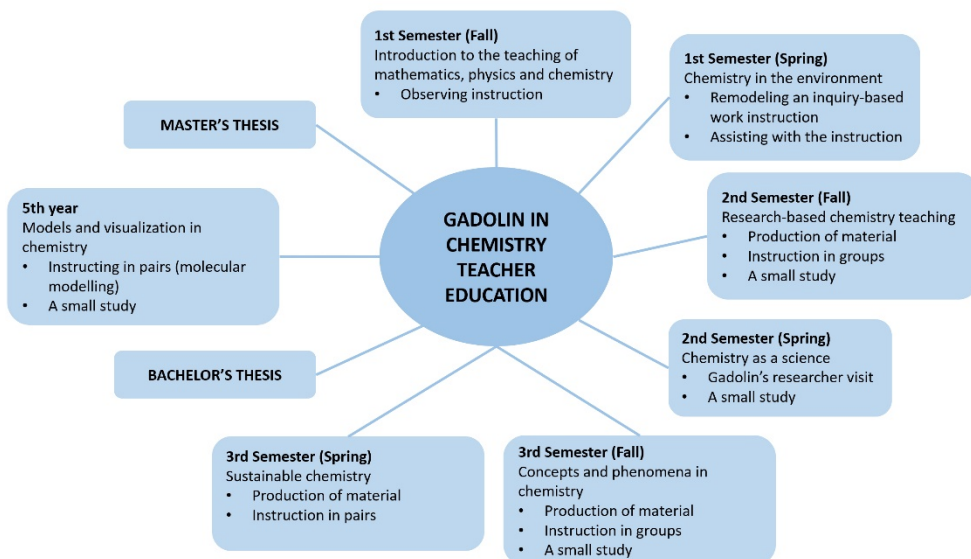 1st Semester (Fall)
Introduction to the teaching of
mathematics, physics and chemistry
• Observing instruction
1st Semester (Spring)
Chemistry in the environment
• Remodeling an inquiry-based
work instruction
• Assisting with the instruction
2nd Semester (Fall)
Research-based chemistry teaching
• Production of material
• Instruction in groups
• A small study
2nd Semester (Spring)
Chemistry as a science
• Gadolin's researcher visit
• A small study
3rd Semester (Fall)
Concepts and phenomena in
chemistry
• Production of material
• Instruction in groups
• A small study
3rd Semester (Spring)
Sustainable chemistry
• Production of material
• Instruction in pairs
BACHELOR'S THESIS
5th year
Models and visualization in
chemistry
• Instructing in pairs (molecular
modelling)
• A small study
MASTER'S THESIS
GADOLIN IN
CHEMISTRY
TEACHER
EDUCATION